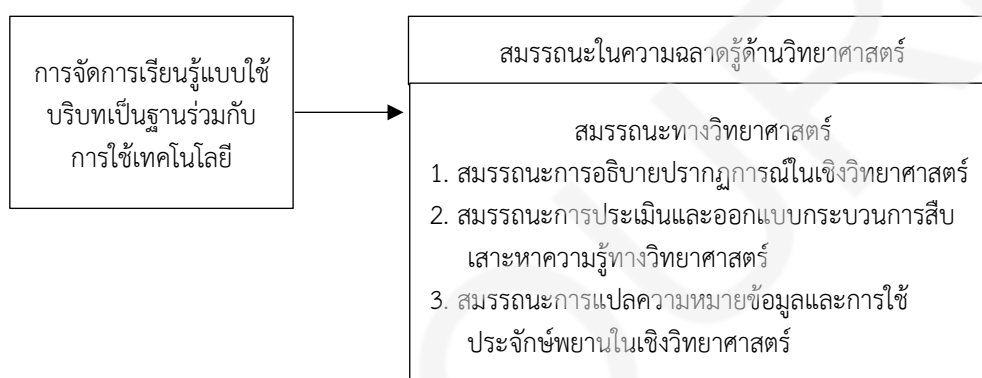 การจัดการเรียนรู้แบบใช้
บริบทเป็นฐานร่วมกับ
การใช้เทคโนโลยี
สมรรถนะในความฉลาดรู้ด้านวิทยาศาสตร์
สมรรถนะทางวิทยาศาสตร์
1. สมรรถนะการอธิบายปรากฏการณ์ในเชิงวิทยาศาสตร์
2. สมรรถนะการประเมินและออกแบบกระบวนการสืบ
เสาะหาความรู้ทางวิทยาศาสตร์
3. สมรรถนะการแปลความหมายข้อมูลและการใช้
ประจักษ์พยานในเชิงวิทยาศาสตร์